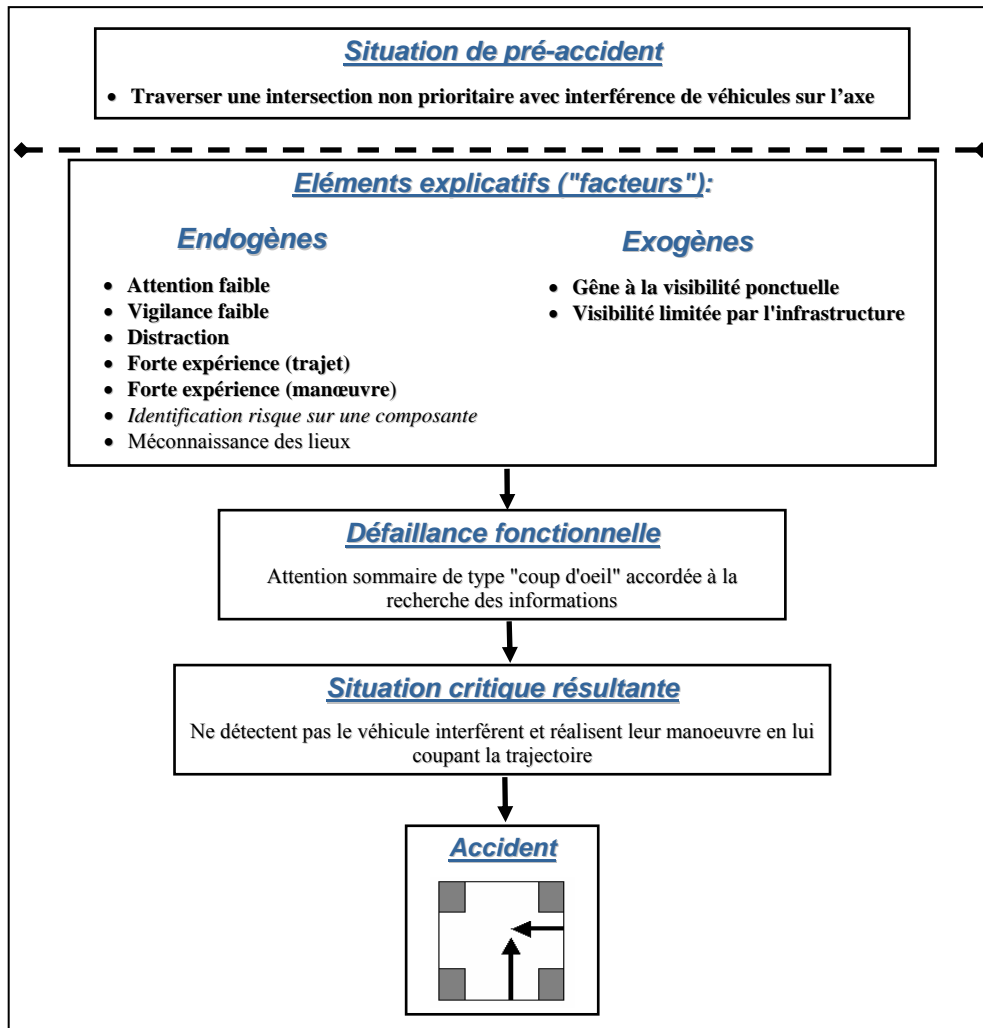 Situation de pré-accident
• Traverser une intersection non prioritaire avec interférence de véhicules sur l'axe
Eléments explicatifs ("facteurs"):
Endogènes
• Attention faible
• Vigilance faible
• Distraction
• Forte expérience (trajet)
• Forte expérience (manœuvre)
• Identification risque sur une composante
• Méconnaissance des lieux
Exogènes
• Gêne à la visibilité ponctuelle
• Visibilité limitée par l'infrastructure
Défaillance fonctionnelle
Attention sommaire de type "coup d'oeil" accordée à la
recherche des informations
Situation critique résultante
Ne détectent pas le véhicule interférent et réalisent leur manoeuvre en lui
coupant la trajectoire
Accident